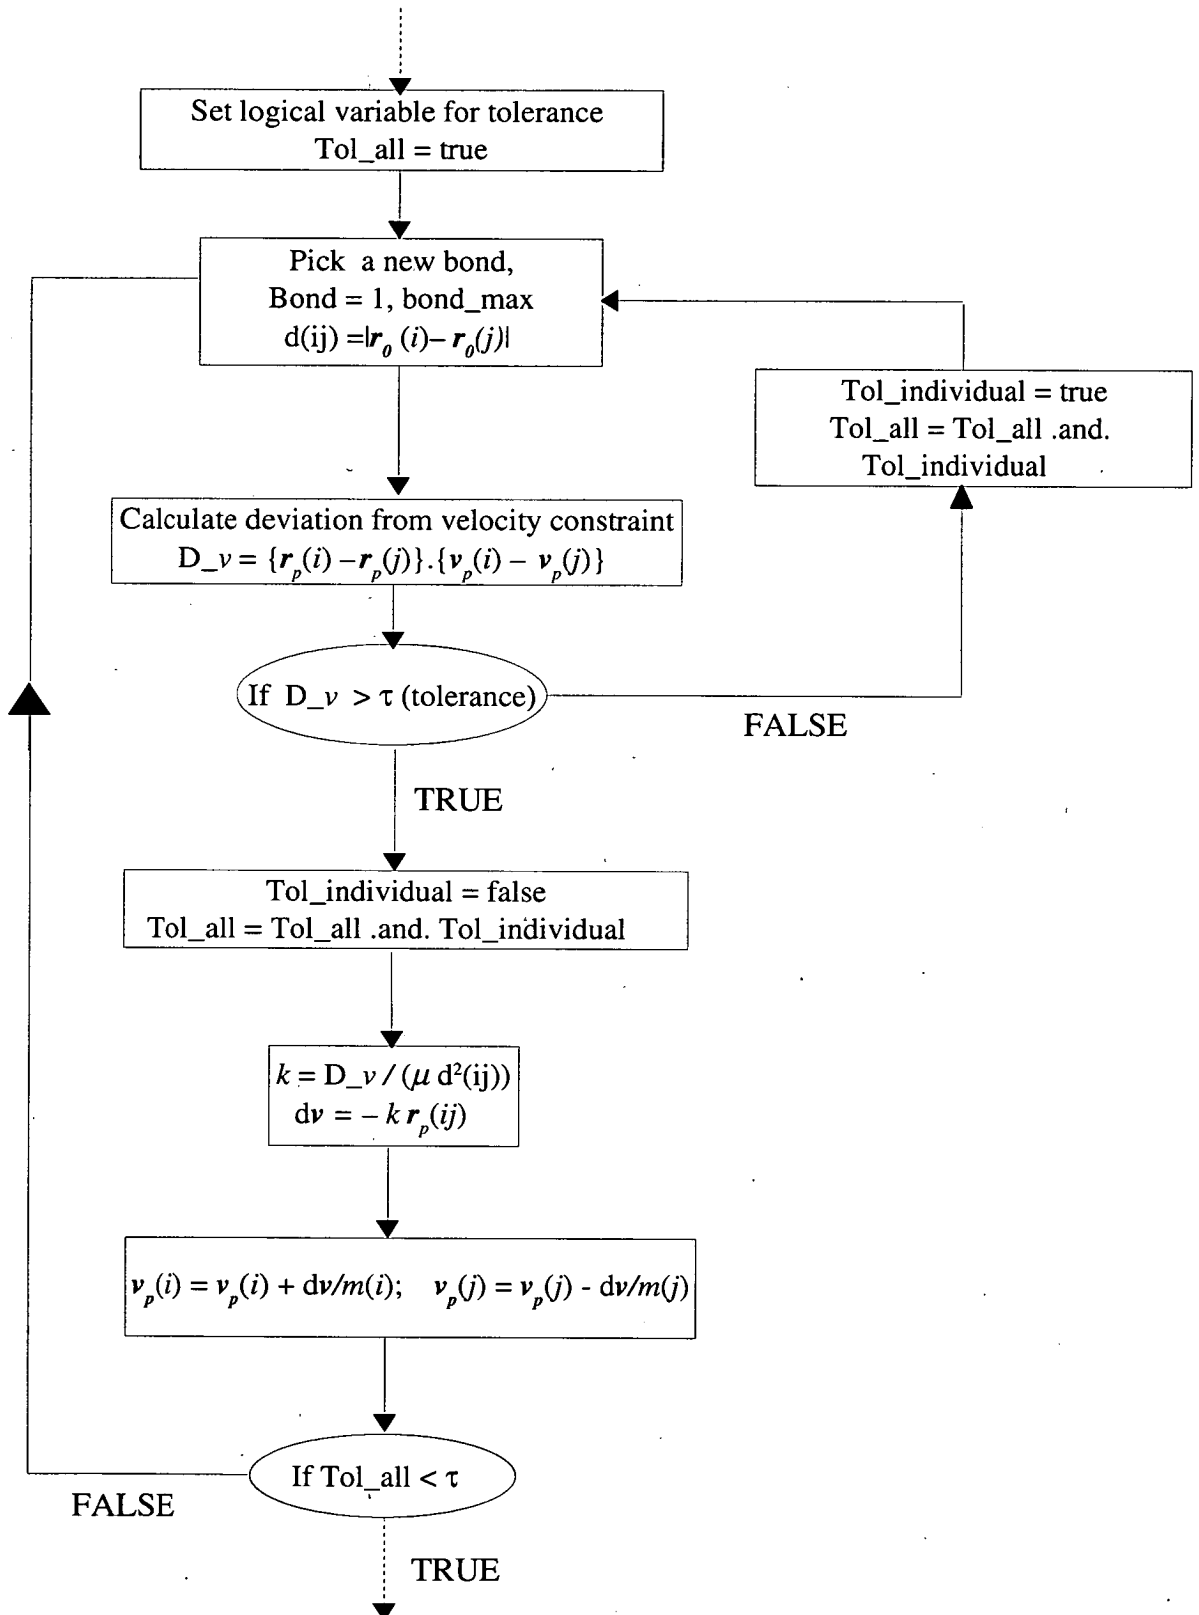 Set logical variable for tolerance
Tol_all = true
Pick a new bond,
Bond = 1, bond_max
d(ij) =|r₀ (i)– r₀(j)|
Tol_individual = true
Tol_all = Tol_all .and.
Tol_individual
Calculate deviation from velocity constraint
D_v = {rₚ(i) –rₚ(j)}.{vₚ(i) – vₚ(j)}
If D_v > τ (tolerance)
FALSE
TRUE
Tol_individual = false
Tol_all = Tol_all .and. Tol_individual
k = D_v / (μ d²(ij))
dv = – k rₚ(ij)
vₚ(i) = vₚ(i) + dv/m(i); vₚ(j) = vₚ(j) - dv/m(j)
If Tol_all < τ
FALSE
TRUE